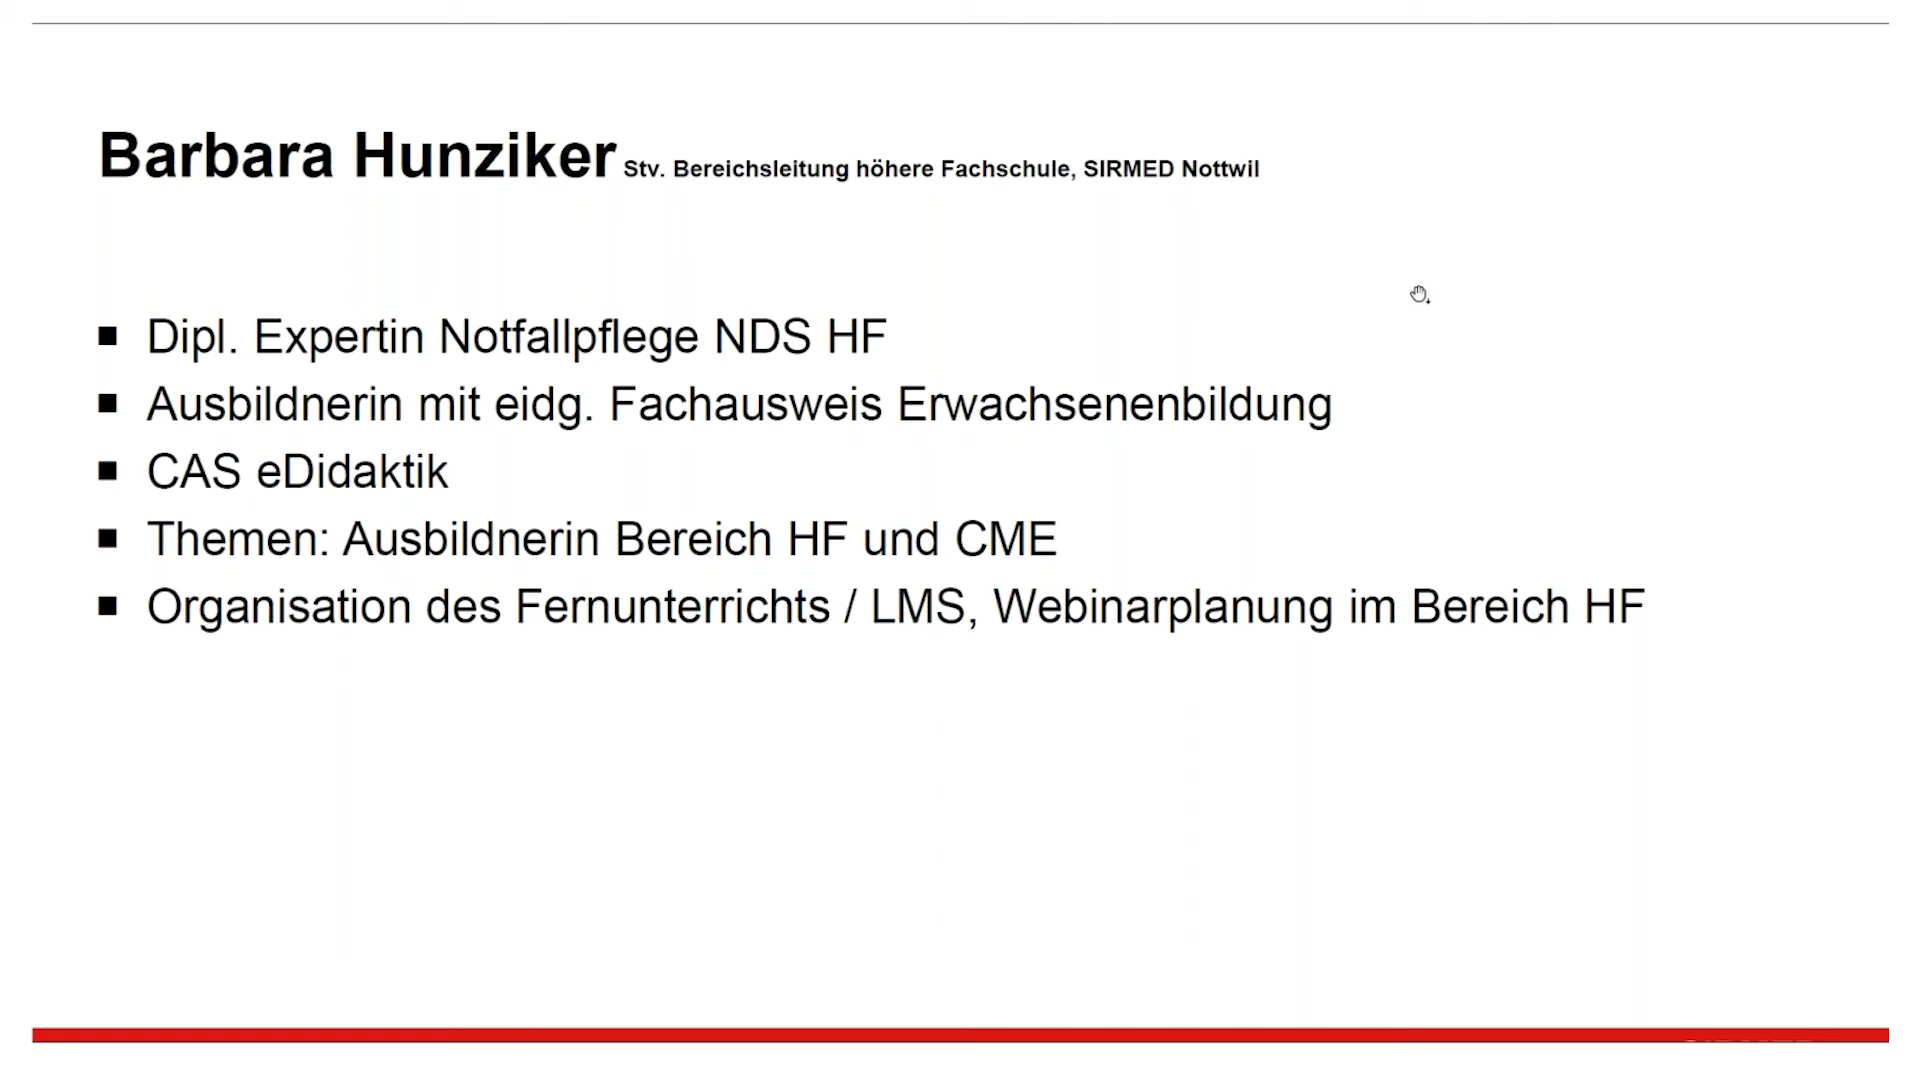 Barbara Hunziker Stv. Bereichsleitung höhere Fachschule, SIRMED Nottwil
Dipl. Expertin Notfallpflege NDS HF
Ausbildnerin mit eidg. Fachausweis Erwachsenenbildung
CAS eDidaktik
Themen: Ausbildnerin Bereich HF und CME
Organisation des Fernunterrichts / LMS, Webinarplanung im Bereich HF